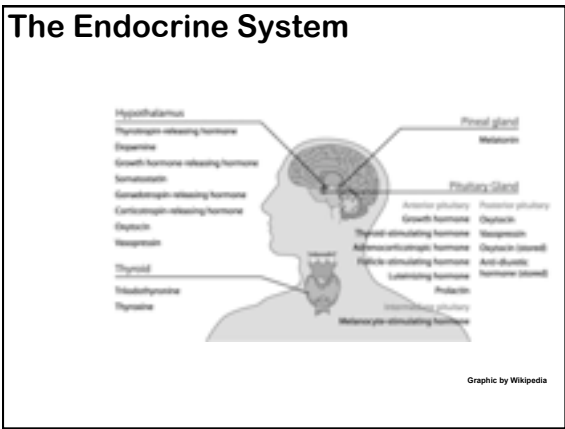 The Endocrine System
Hypothalamus
Thyrotropin-releasing hormone
Dopamine
Growth hormone-releasing hormone
Somatostatin
Gonadotropin-releasing hormone
Corticotropin-releasing hormone
Oxytocin
Vasopressin
Thyroid
Triiodothyronine
Thyroxine
Pineal gland
Melatonin
Pituitary Gland
Anterior pituitary
Growth hormone
Thyroid-stimulating hormone
Adrenocorticotropic hormone
Follicle-stimulating hormone
Luteinizing hormone
Prolactin
Posterior pituitary
Oxytocin
Vasopressin
Oxytocin (stored)
Anti-diuretic
hormone (stored)
Intermediate pituitary
Melanocyte-stimulating hormone
Graphic by Wikipedia